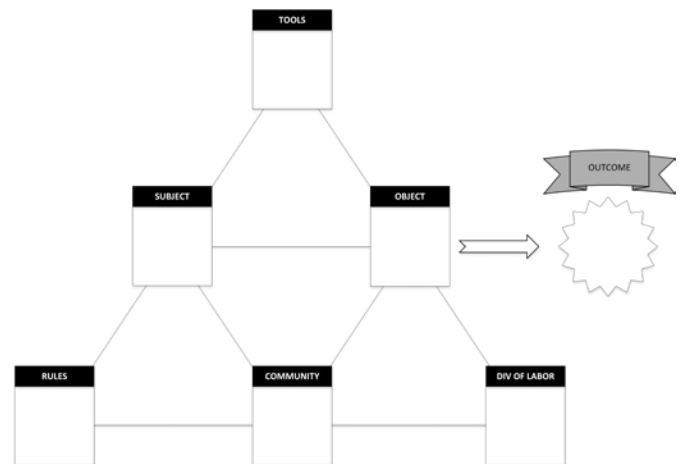 TOOLS
SUBJECT
OBJECT
OUTCOME
RULES
COMMUNITY
DIV OF LABOR